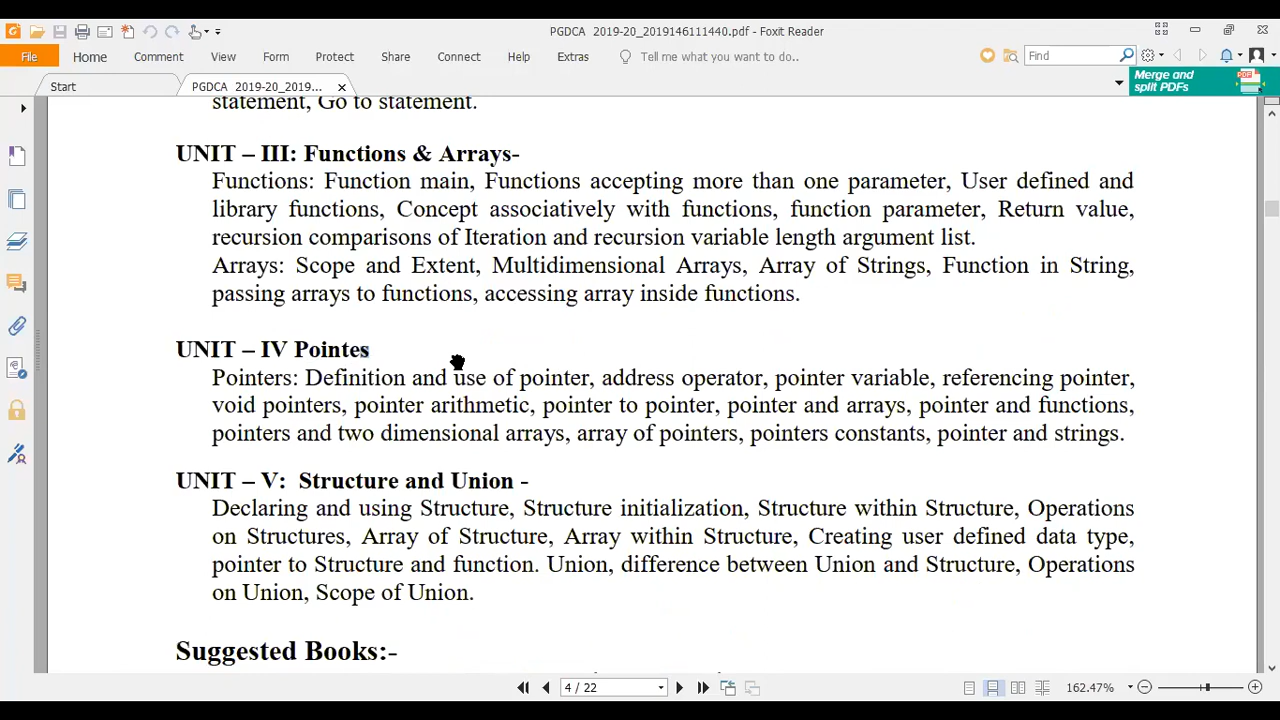 PGDCA 2019-20_2019146111440.pdf - Foxit Reader
File Home Comment View Form Protect Share Connect Help Extras Tell me what you want to do.. Find
Start PGDCA 2019-20_2019... Merge and split PDFs
statement, Go to statement.
UNIT – III: Functions & Arrays-
Functions: Function main, Functions accepting more than one parameter, User defined and
library functions, Concept associatively with functions, function parameter, Return value,
recursion comparisons of Iteration and recursion variable length argument list.
Arrays: Scope and Extent, Multidimensional Arrays, Array of Strings, Function in String,
passing arrays to functions, accessing array inside functions.
UNIT – IV Pointes
Pointers: Definition and use of pointer, address operator, pointer variable, referencing pointer,
void pointers, pointer arithmetic, pointer to pointer, pointer and arrays, pointer and functions,
pointers and two dimensional arrays, array of pointers, pointers constants, pointer and strings.
UNIT – V: Structure and Union -
Declaring and using Structure, Structure initialization, Structure within Structure, Operations
on Structures, Array of Structure, Array within Structure, Creating user defined data type,
pointer to Structure and function. Union, difference between Union and Structure, Operations
on Union, Scope of Union.
Suggested Books:-
4 / 22 162.47%